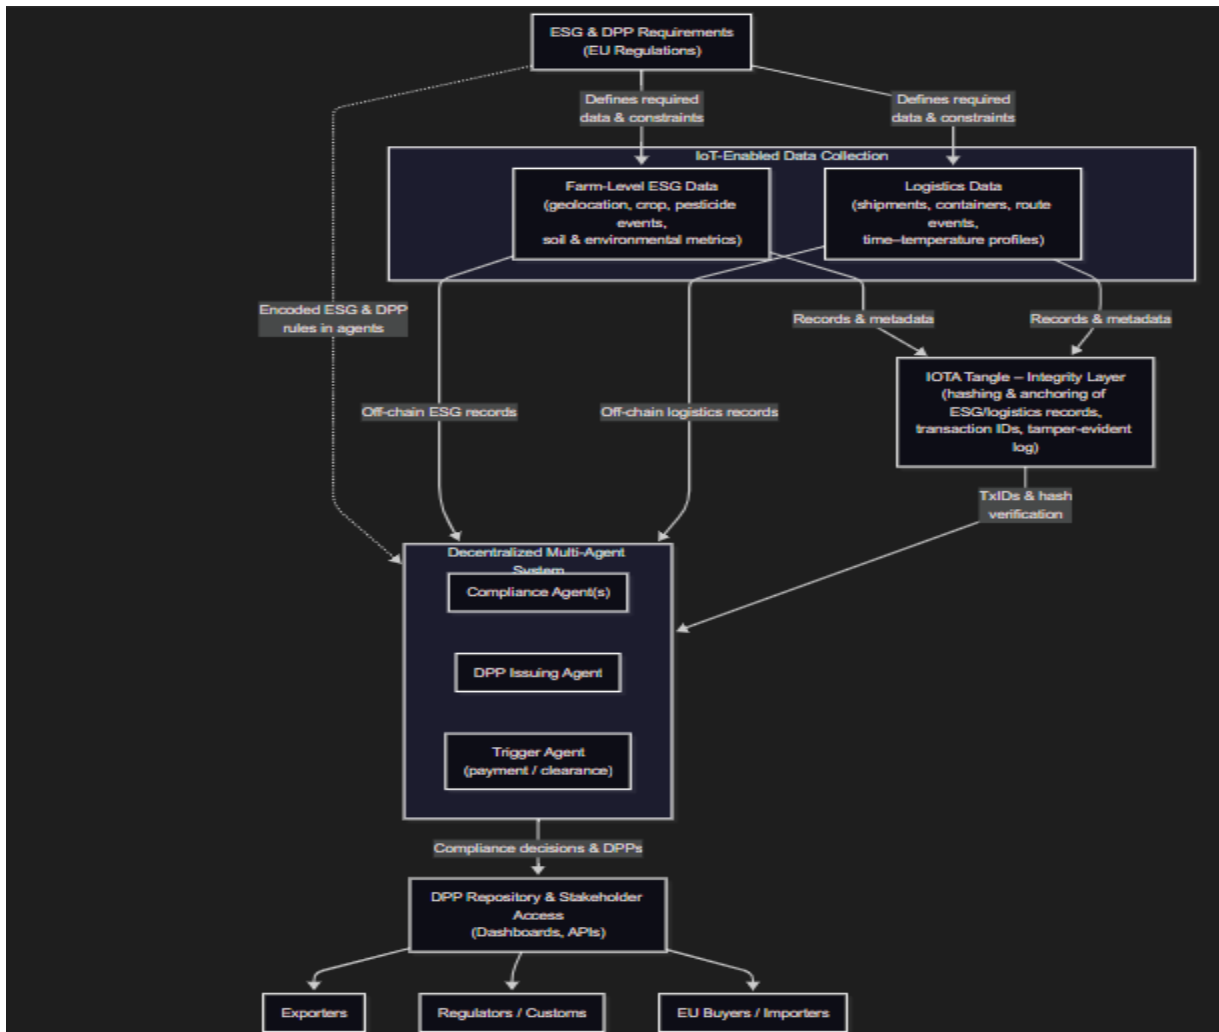 ESG & DPP Requirements
(EU Regulations)
Defines required
data & constraints
Defines required
data & constraints
IoT-Enabled Data Collection
Farm-Level ESG Data
(geolocation, crop, pesticide
events,
soil & environmental metrics)
Logistics Data
(shipments, containers, route
events,
time–temperature profiles)
Encoded ESG & DPP
rules in agents
Records & metadata
Records & metadata
IOTA Tangle – Integrity Layer
(hashing & anchoring of
ESG/logistics records,
transaction IDs, tamper-evident
log)
Off-chain ESG records
Off-chain logistics records
TxIDs & hash
verification
Decentralized Multi-Agent
System
Compliance Agent(s)
DPP Issuing Agent
Trigger Agent
(payment / clearance)
Compliance decisions & DPPs
DPP Repository & Stakeholder
Access
(Dashboards, APIs)
Exporters
Regulators / Customs
EU Buyers / Importers